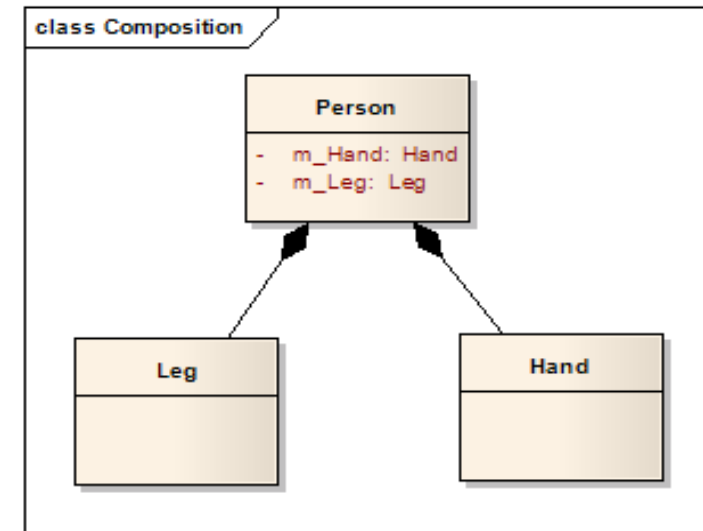 class Composition
Person
- m_Hand: Hand
- m_Leg: Leg
Leg
Hand